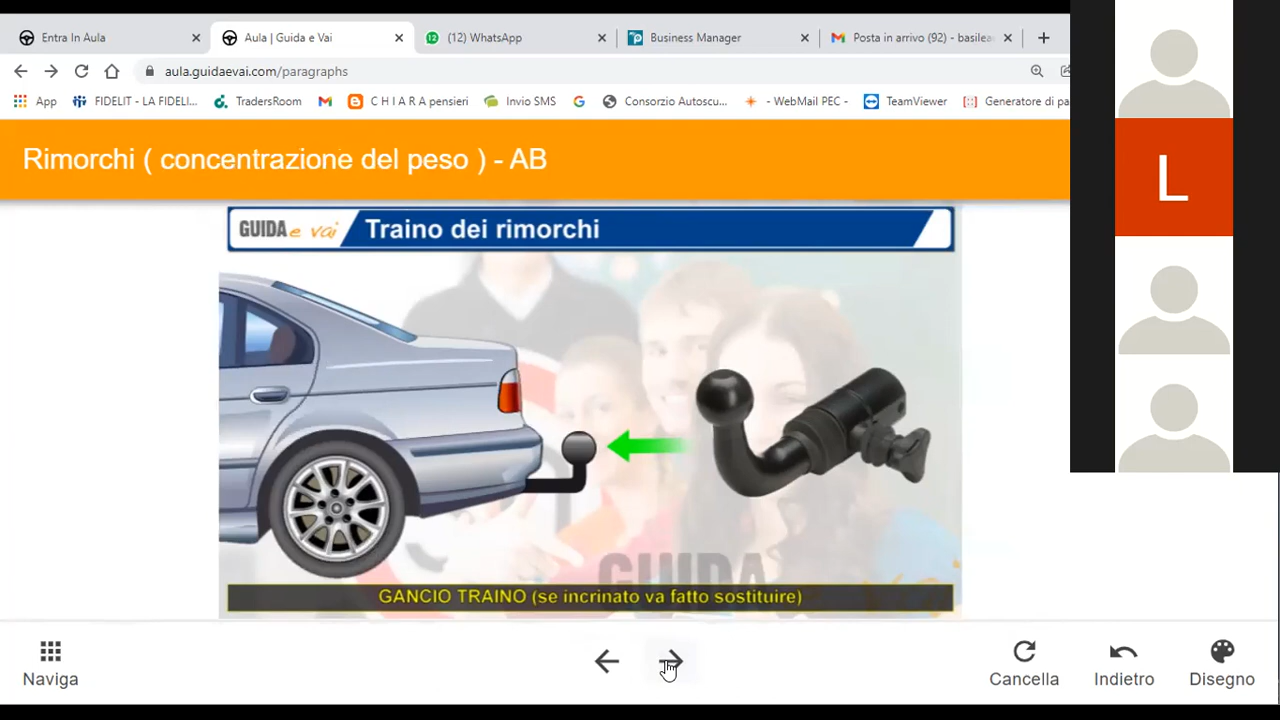 Entra In Aula
Aula | Guida e Vai
(12) WhatsApp
Business Manager
Posta in arrivo (92) - basilea
aula.guidaevai.com/paragraphs
App
FIDELIT - LA FIDELI...
TradersRoom
C H I A R A pensieri
Invio SMS
Consorzio Autoscu...
- WebMail PEC -
TeamViewer
Generatore di pa
Rimorchi ( concentrazione del peso ) - AB
GUIDA e vai
Traino dei rimorchi
L
GUIDA
GANCIO TRAINO (se incrinato va fatto sostituire)
Naviga
Cancella
Indietro
Disegno